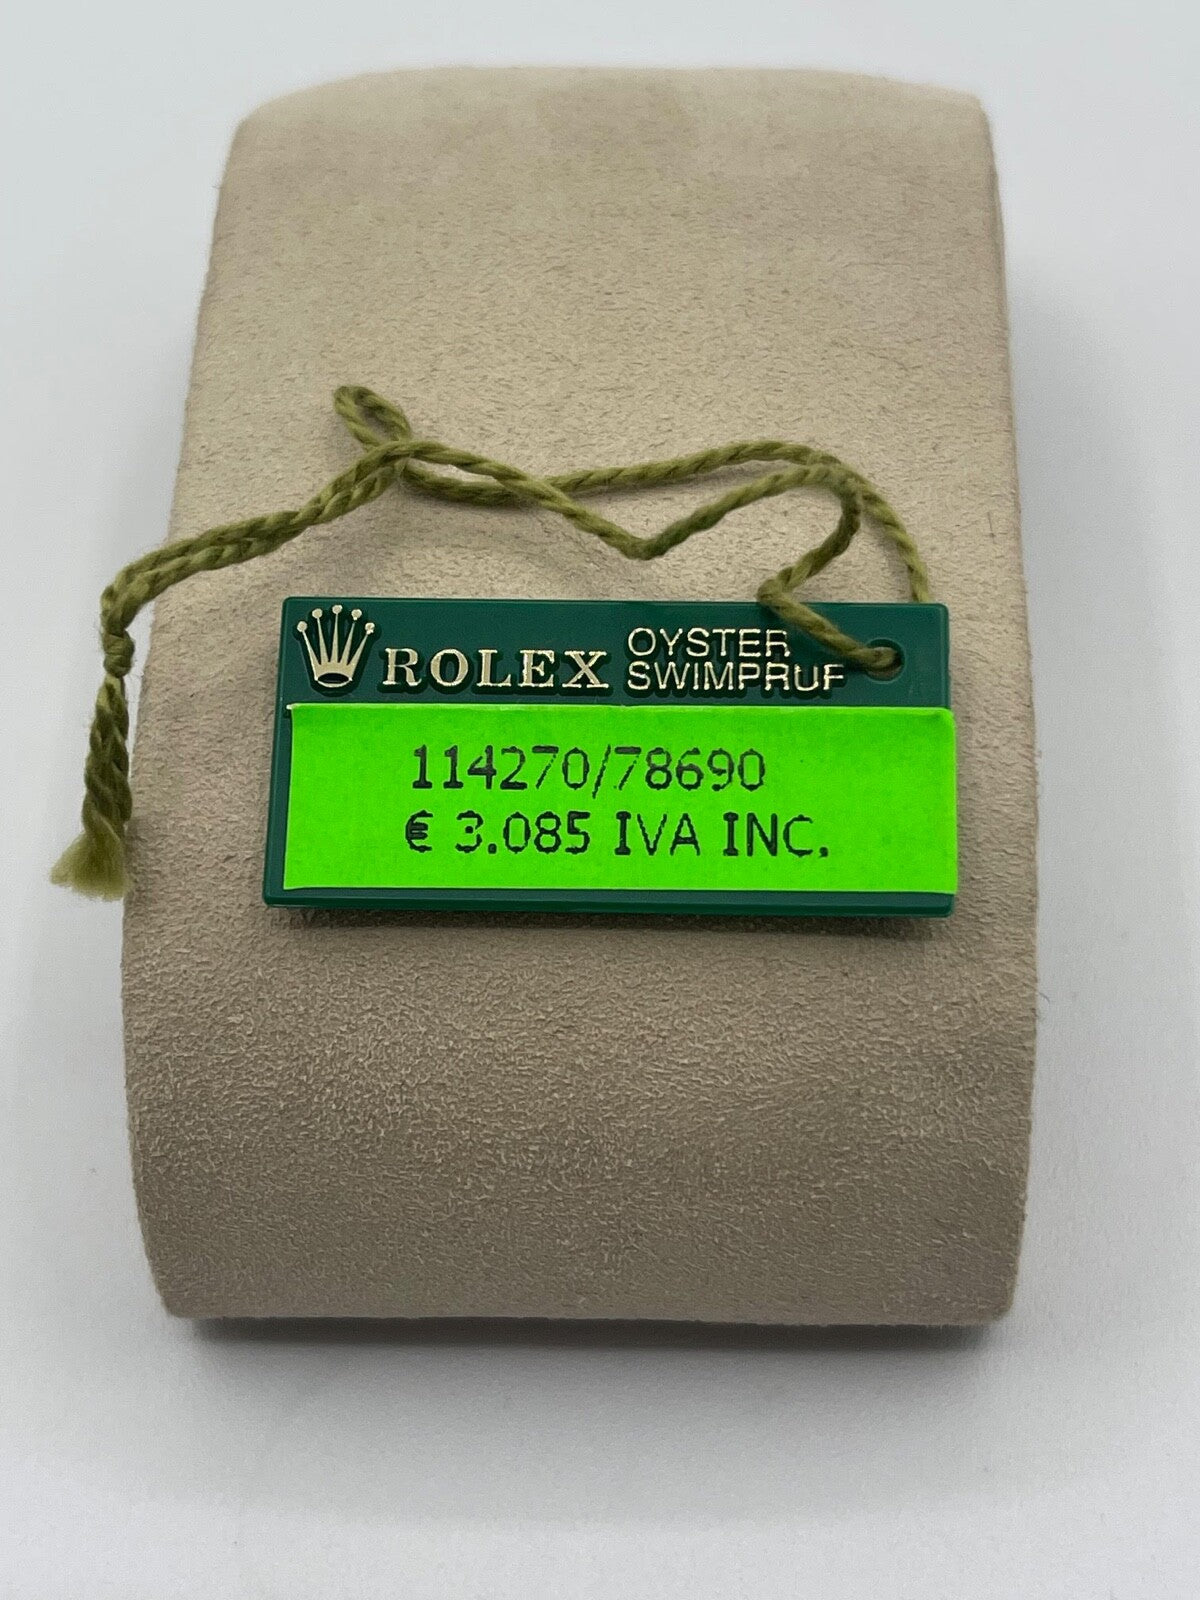 ROLEX OYSTER SWIMPRUF
114270/78690
€ 3.085 IVA INC.